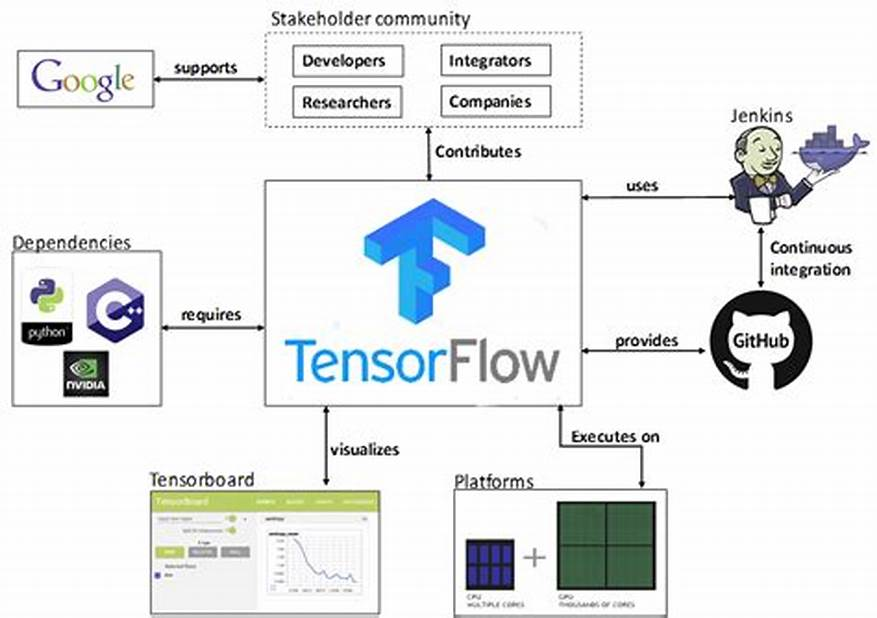 Stakeholder community
Google
supports
Developers
Integrators
Researchers
Companies
Contributes
Jenkins
uses
Dependencies
python
C++
NVIDIA
requires
TensorFlow
Continuous
integration
provides
GitHub
visualizes
Executes on
Tensorboard
TensorBoard
Platforms
CPU
MULTIPLE CORES
GPU
THOUSANDS OF CORES